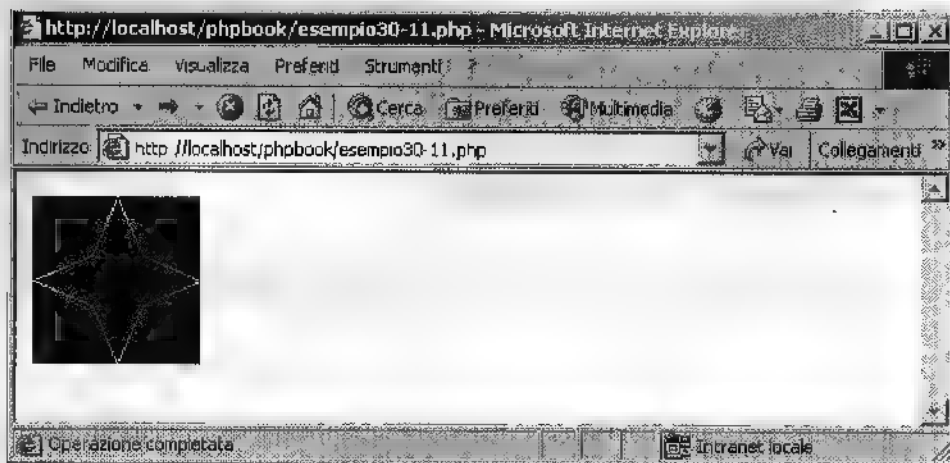 http://localhost/phpbook/esempio30-11.php - Microsoft Internet Explorer
File Modifica Visualizza Preferiti Strumenti ?
Indietro Cerca Preferiti Multimedia
Indirizzo http://localhost/phpbook/esempio30-11.php Vai Collegamenti »
Operazione completata Intranet locale